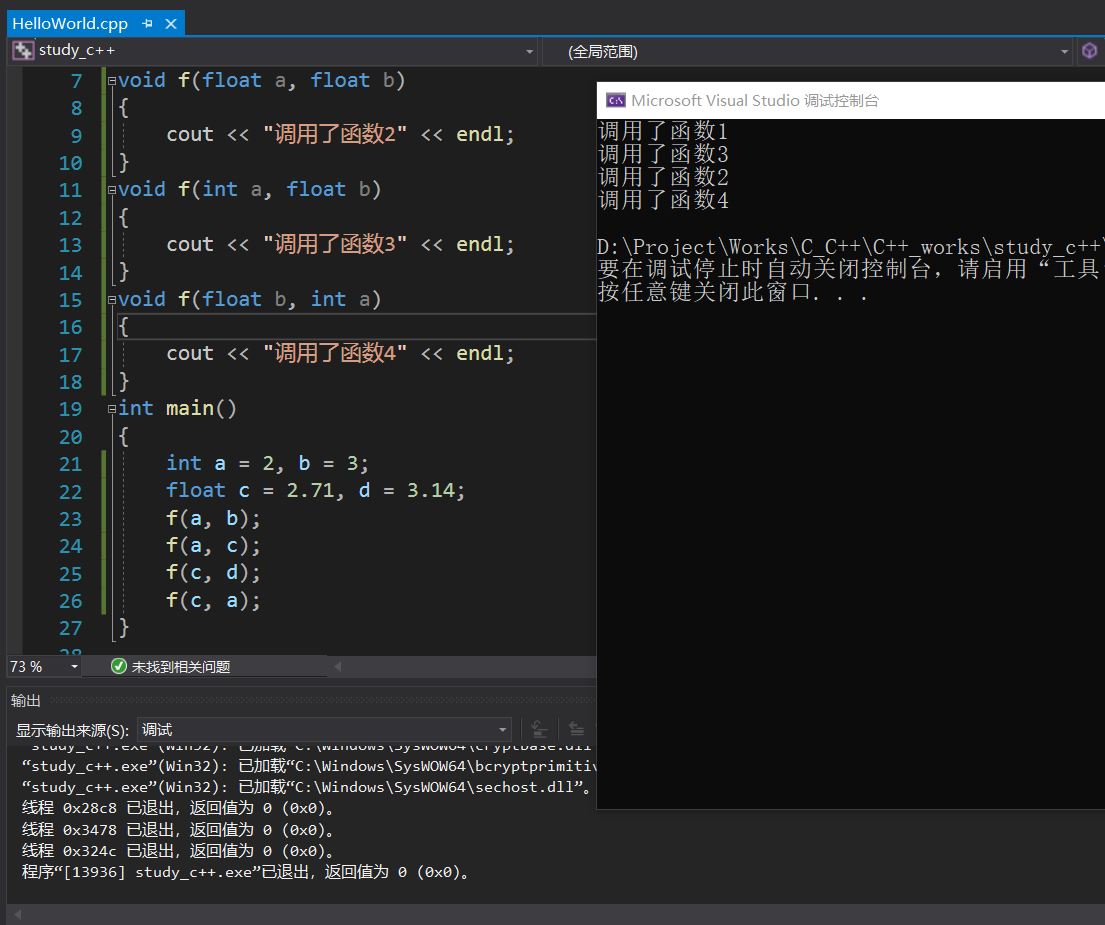 HelloWorld.cpp
study_c++
(全局范围)
7 void f(float a, float b)
8 {
9 cout << "调用了函数2" << endl;
10 }
11 void f(int a, float b)
12 {
13 cout << "调用了函数3" << endl;
14 }
15 void f(float b, int a)
16 {
17 cout << "调用了函数4" << endl;
18 }
19 int main()
20 {
21 int a = 2, b = 3;
22 float c = 2.71, d = 3.14;
23 f(a, b);
24 f(a, c);
25 f(c, d);
26 f(c, a);
27 }
28
Microsoft Visual Studio 调试控制台
调用了函数1
调用了函数3
调用了函数2
调用了函数4
D:\Project\Works\C_C++\C++_works\study_c++\
要在调试停止时自动关闭控制台，请启用“工具
按任意键关闭此窗口. . .
73 %
未找到相关问题
输出
显示输出来源(S): 调试
“study_c++.exe”(Win32): 已加载“C:\Windows\SysWOW64\cryptbase.dll
“study_c++.exe”(Win32): 已加载“C:\Windows\SysWOW64\bcryptprimitiv
“study_c++.exe”(Win32): 已加载“C:\Windows\SysWOW64\sechost.dll”。
线程 0x28c8 已退出，返回值为 0 (0x0)。
线程 0x3478 已退出，返回值为 0 (0x0)。
线程 0x324c 已退出，返回值为 0 (0x0)。
程序“[13936] study_c++.exe”已退出，返回值为 0 (0x0)。